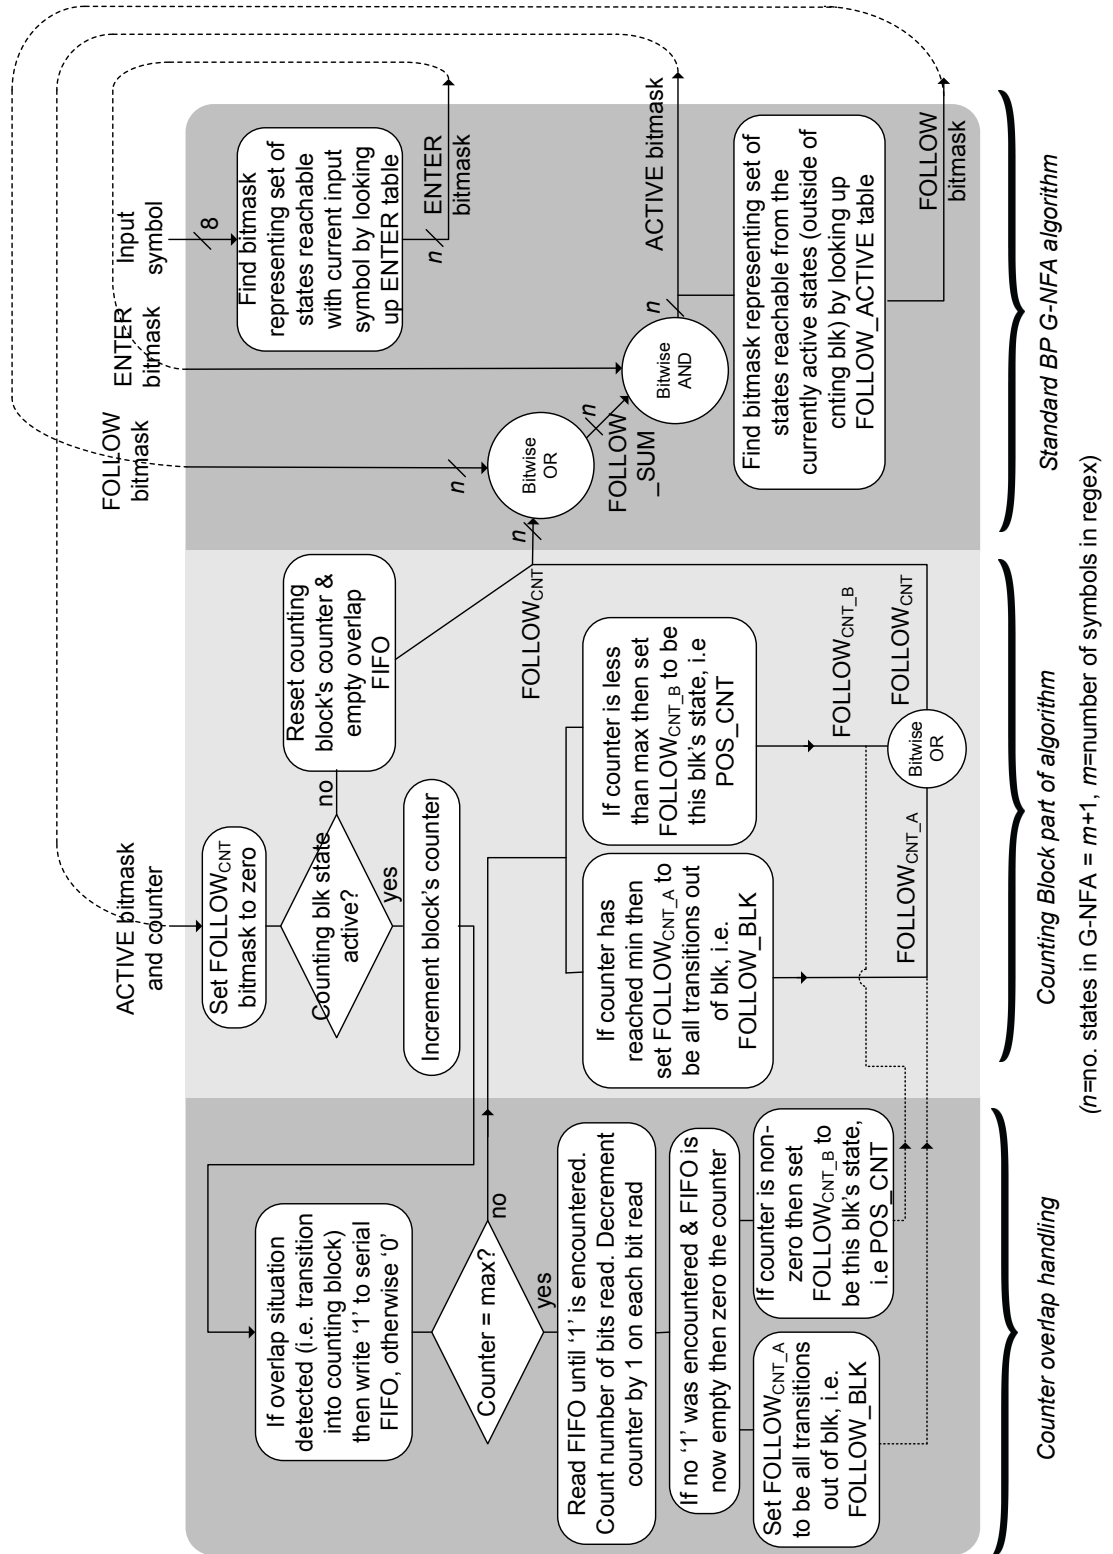 ACTIVE bitmask
and counter
FOLLOW
bitmask
ENTER
bitmask
Input
symbol
If overlap situation
detected (i.e. transition
into counting block)
then write ‘1’ to serial
FIFO, otherwise ‘0’
Counter = max?
no
yes
Read FIFO until ‘1’ is encountered.
Count number of bits read. Decrement
counter by 1 on each bit read
If no ‘1’ was encountered & FIFO is
now empty then zero the counter
Set FOLLOWCNT_A
to be all transitions
out of blk, i.e.
FOLLOW_BLK
If counter is non-
zero then set
FOLLOWCNT_B to
be this blk's state,
i.e POS_CNT
Set FOLLOWCNT
bitmask to zero
Counting blk state
active?
no
yes
Reset counting
block's counter &
empty overlap
FIFO
Increment block's counter
If counter has
reached min then
set FOLLOWCNT_A to
be all transitions out
of blk, i.e.
FOLLOW_BLK
If counter is less
than max then set
FOLLOWCNT_B to be
this blk's state, i.e
POS_CNT
FOLLOWCNT
FOLLOWCNT_A
FOLLOWCNT_B
Bitwise
OR
FOLLOWCNT
n
n
Bitwise
OR
n
FOLLOW
_SUM
Bitwise
AND
n
8
Find bitmask
representing set of
states reachable
with current input
symbol by looking
up ENTER table
n
ENTER
bitmask
ACTIVE bitmask
Find bitmask representing set of
states reachable from the
currently active states (outside of
cnting blk) by looking up
FOLLOW_ACTIVE table
FOLLOW
bitmask
Counter overlap handing
Counting Block part of algorithm
Standard BP G-NFA algorithm
(n=no. states in G-NFA = m+1, m=number of symbols in regex)